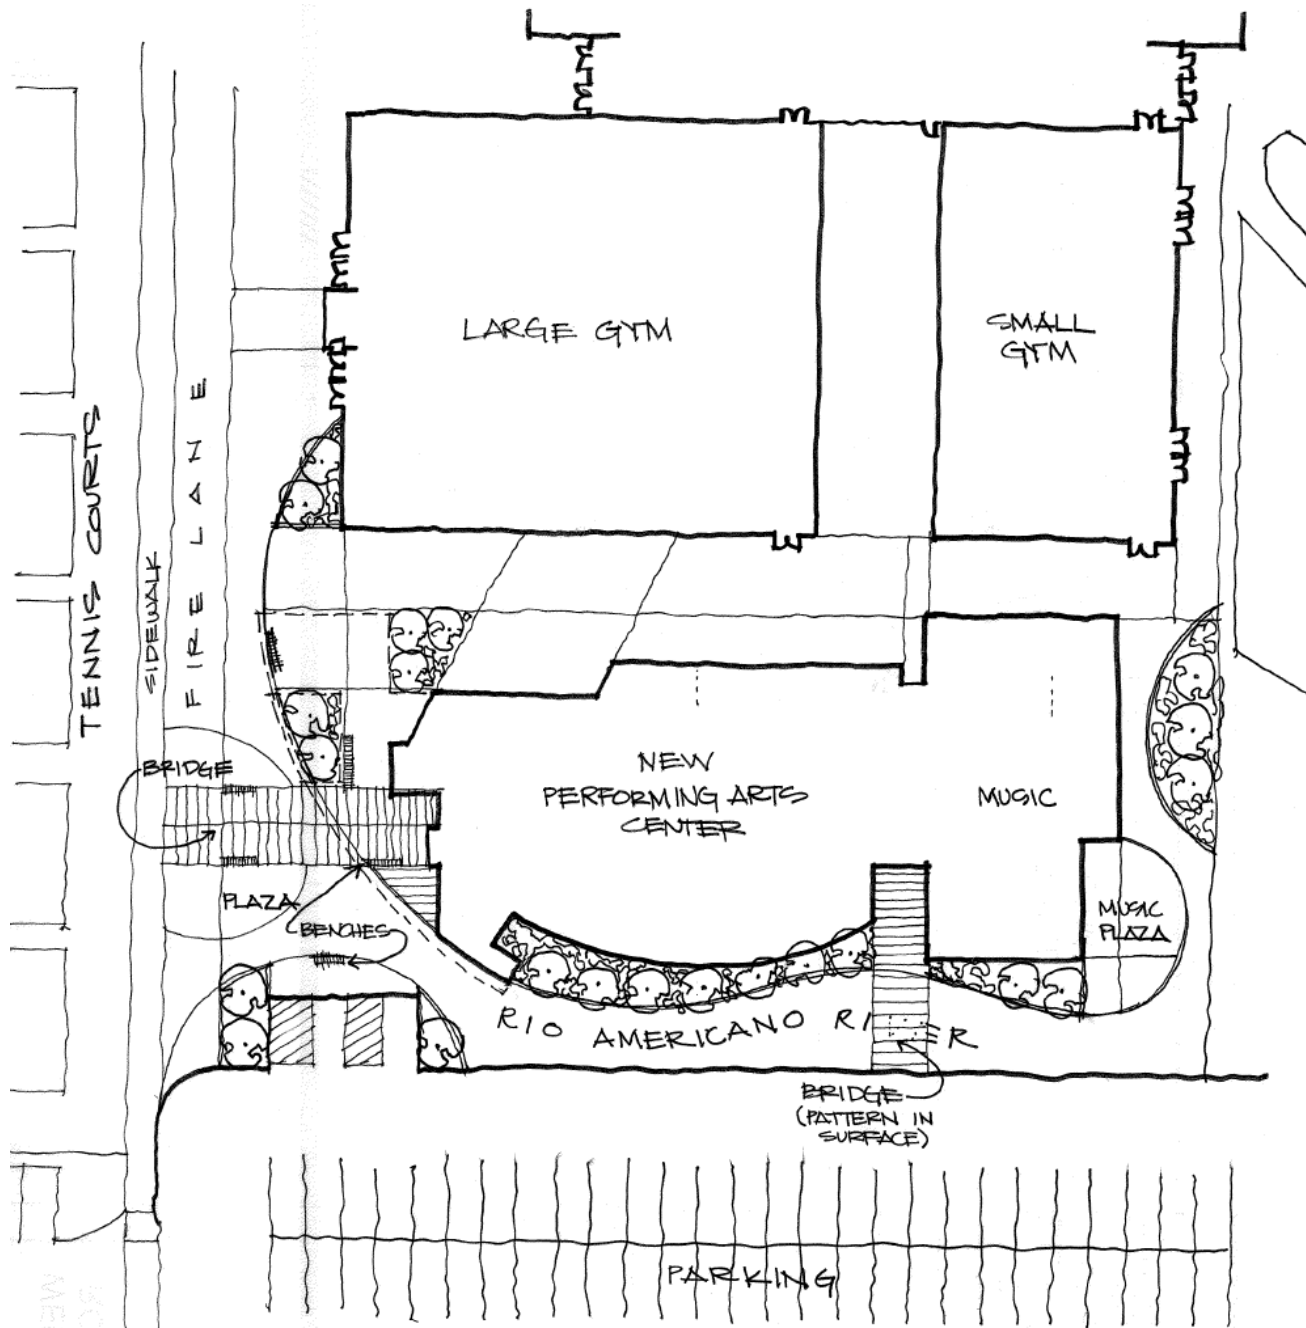 LARGE GYM
SMALL
GYM
TENNIS COURTS
SIDEWALK
FIRE LANE
BRIDGE
NEW
PERFORMING ARTS
CENTER
MUSIC
PLAZA
BENCHES
MUSIC
PLAZA
RIO AMERICANO RIVER
BRIDGE
(PATTERN IN
SURFACE)
PARKING